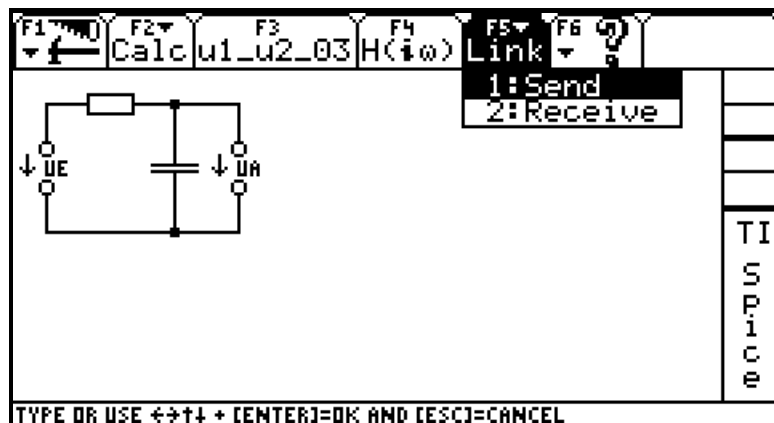 F1 F2 F3 F4 F5 F6
Calc u1_u2_03 H(iω) Link ?
1:Send
2:Receive
UE UA
TI
S
p
i
c
e
TYPE OR USE ←→↑↓ + [ENTER]=OK AND [ESC]=CANCEL